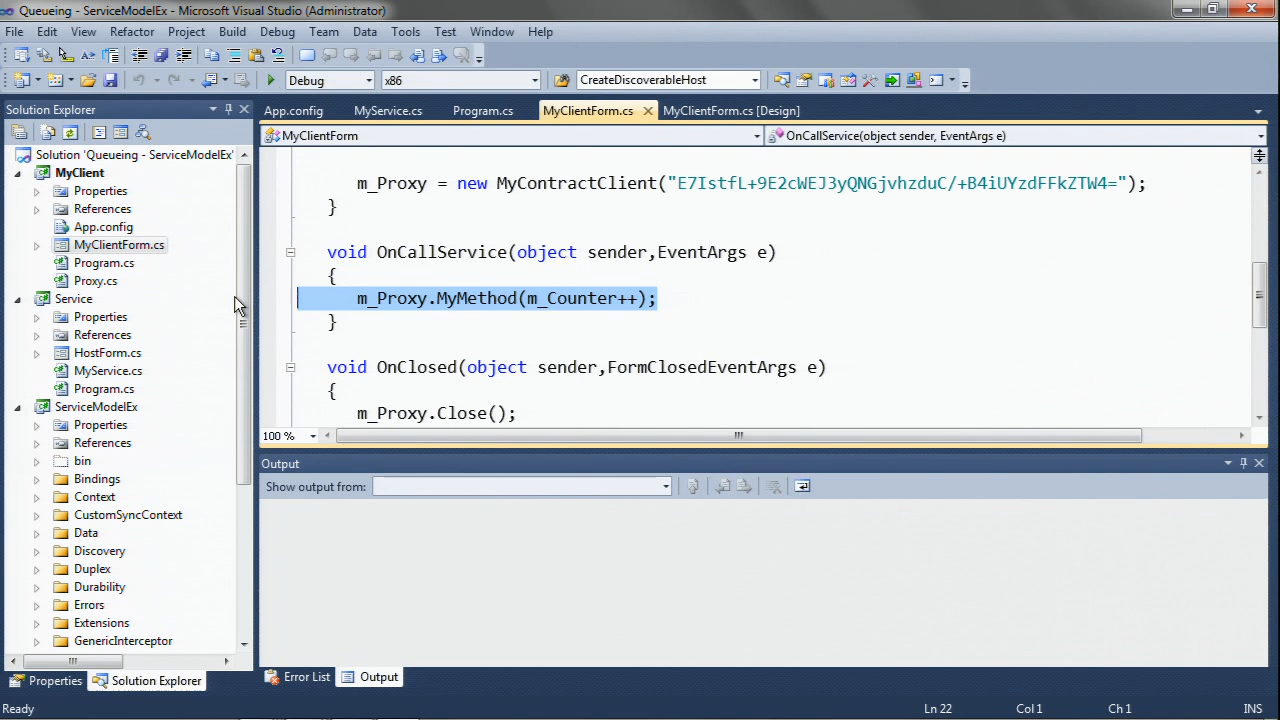 Queueing - ServiceModelEx - Microsoft Visual Studio (Administrator)
File Edit View Refactor Project Build Debug Team Data Tools Test Window Help
Debug x86 CreateDiscoverableHost
Solution Explorer
App.config MyService.cs Program.cs MyClientForm.cs MyClientForm.cs [Design]
MyClientForm OnCallService(object sender, EventArgs e)
Solution 'Queueing - ServiceModelEx'
MyClient
Properties
References
App.config
MyClientForm.cs
Program.cs
Proxy.cs
Service
Properties
References
HostForm.cs
MyService.cs
Program.cs
ServiceModelEx
Properties
References
bin
Bindings
Context
CustomSyncContext
Data
Discovery
Duplex
Durability
Errors
Extensions
GenericInterceptor
Properties Solution Explorer
m_Proxy = new MyContractClient("E7IstfL+9E2cWEJ3yQNGjvhzduC/+B4iUYzdFFkZTW4=");
}
void OnCallService(object sender,EventArgs e)
{
m_Proxy.MyMethod(m_Counter++);
}
void OnClosed(object sender,FormClosedEventArgs e)
{
m_Proxy.Close();
100 %
Output
Show output from:
Error List Output
Ready Ln 22 Col 1 Ch 1 INS